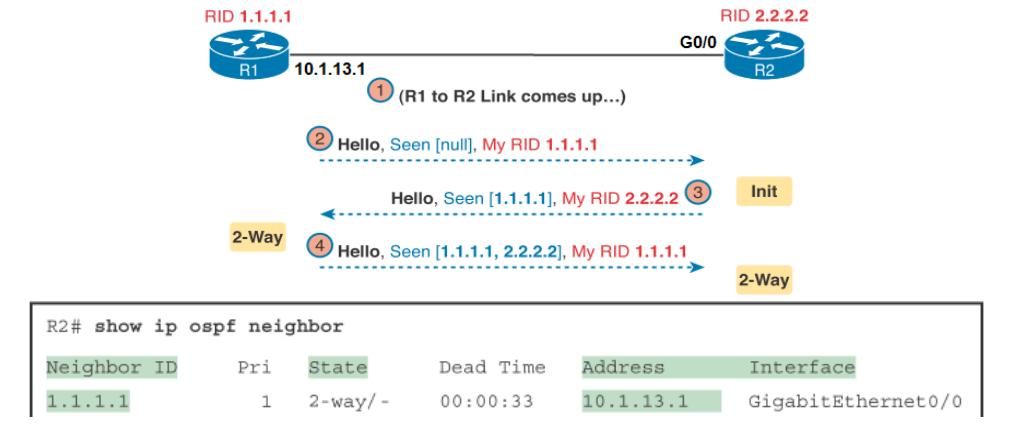 RID 1.1.1.1
RID 2.2.2.2
G0/0
R1
R2
10.1.13.1
1 (R1 to R2 Link comes up...)
2 Hello, Seen [null], My RID 1.1.1.1
Hello, Seen [1.1.1.1], My RID 2.2.2.2 3
Init
2-Way
4 Hello, Seen [1.1.1.1, 2.2.2.2], My RID 1.1.1.1
2-Way
R2# show ip ospf neighbor
Neighbor ID Pri State Dead Time Address Interface
1.1.1.1 1 2-way/- 00:00:33 10.1.13.1 GigabitEthernet0/0